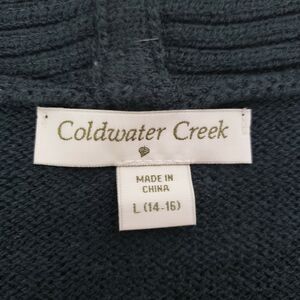 Coldwater Creek
MADE IN
CHINA
L (14-16)